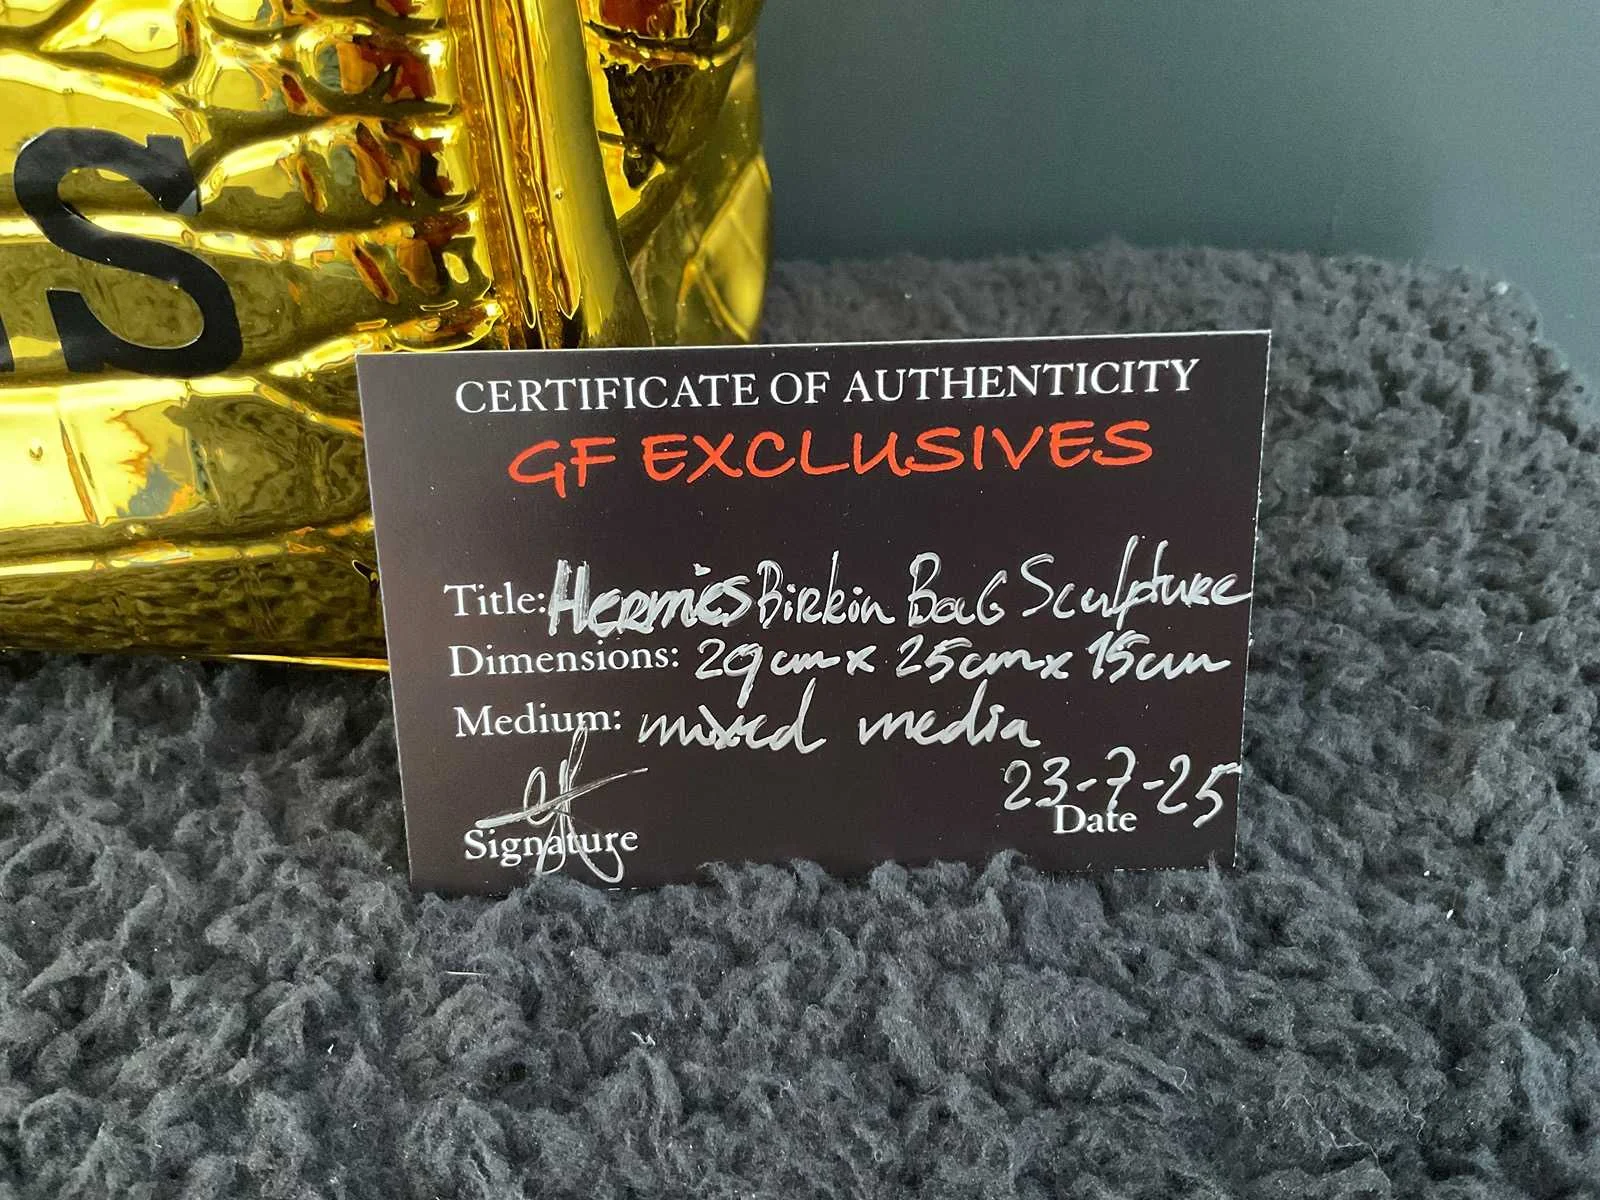 S
CERTIFICATE OF AUTHENTICITY
GF EXCLUSIVES
Title: Hermies Birkin Bag Sculpture
Dimensions: 29cm x 25cm x 15cm
Medium: mixed media
23-7-25
Signature
Date